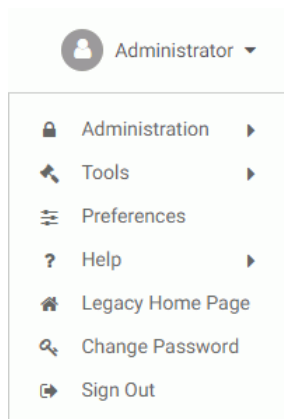 Administrator
Administration
Tools
Preferences
Help
Legacy Home Page
Change Password
Sign Out